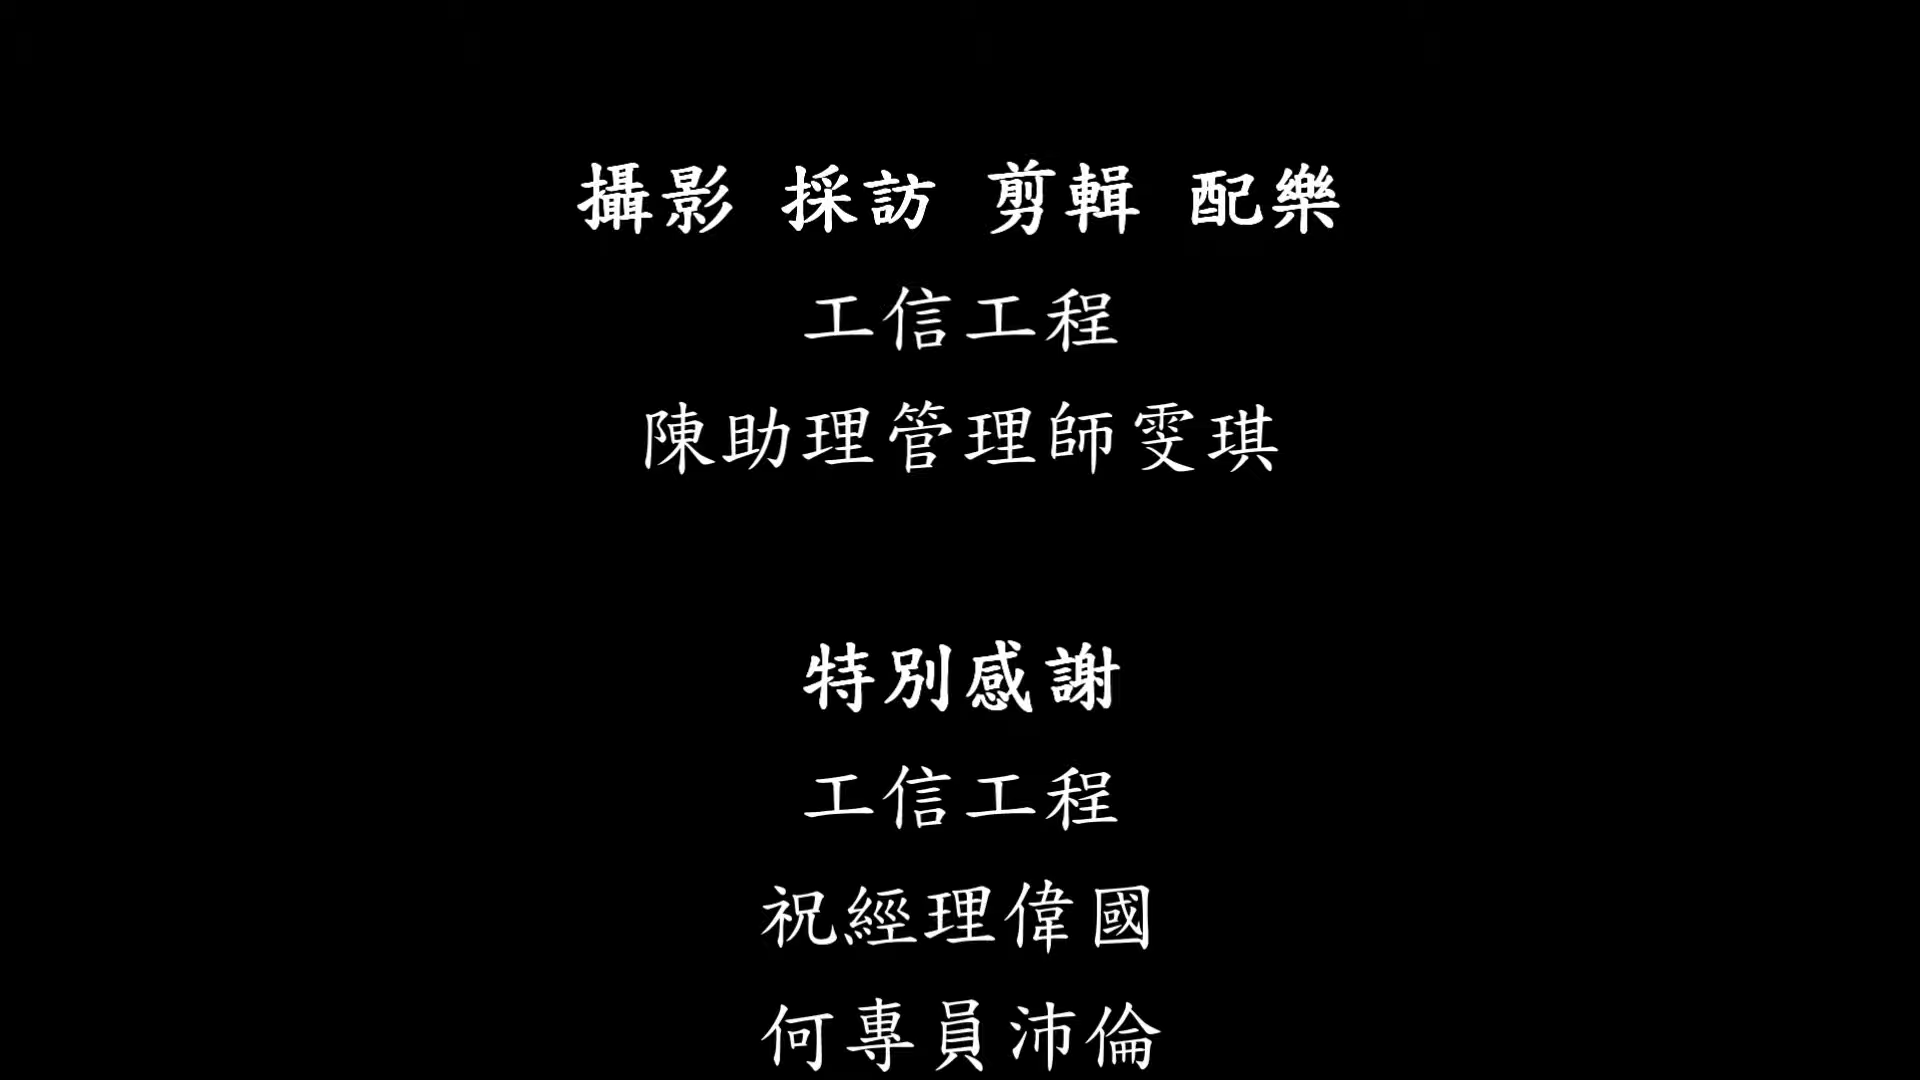 攝影 採訪 剪輯 配樂
工信工程
陳助理管理師雯琪
特別感謝
工信工程
祝經理偉國
何專員沛倫